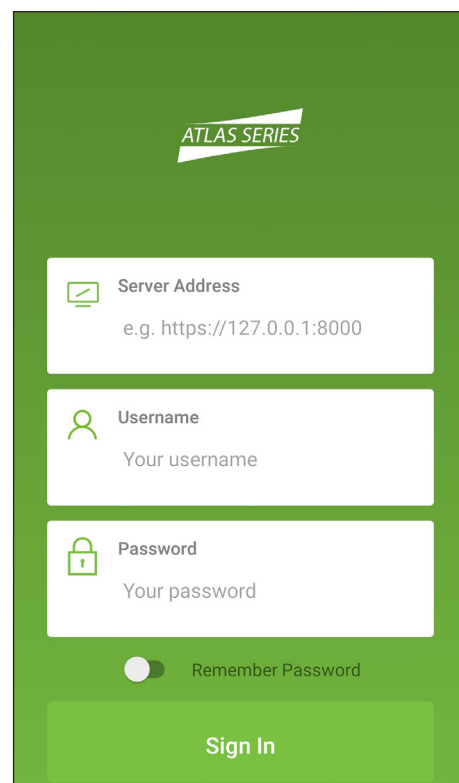 ATLAS SERIES
Server Address
e.g. https://127.0.0.1:8000
Username
Your username
Password
Your password
Remember Password
Sign In